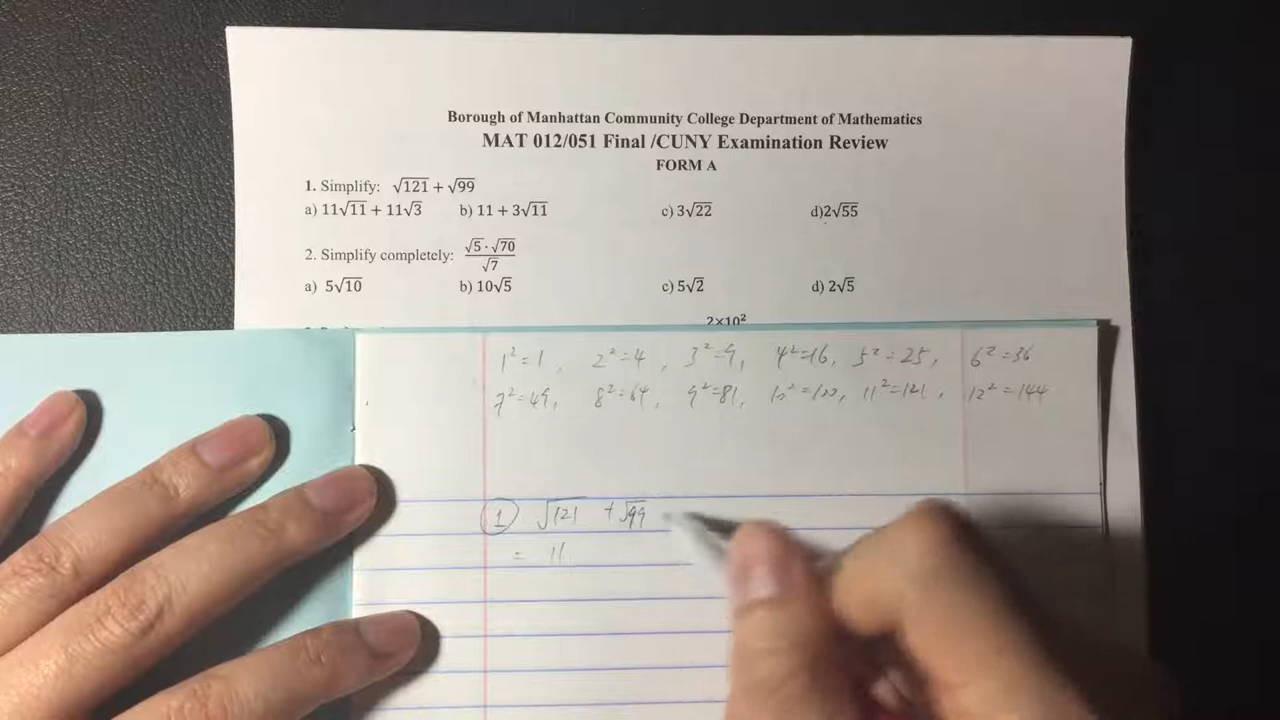 Borough of Manhattan Community College Department of Mathematics
MAT 012/051 Final /CUNY Examination Review
FORM A
1. Simplify: √121 + √99
a) 11√11 + 11√3 b) 11 + 3√11 c) 3√22 d)2√55
2. Simplify completely: √5·√70 / √7
a) 5√10 b) 10√5 c) 5√2 d) 2√5
2×10²
1²=1, 2²=4, 3²=9, 4²=16, 5²=25, 6²=36
7²=49, 8²=64, 9²=81, 10²=100, 11²=121, 12²=144
① √121 + √99
= 11